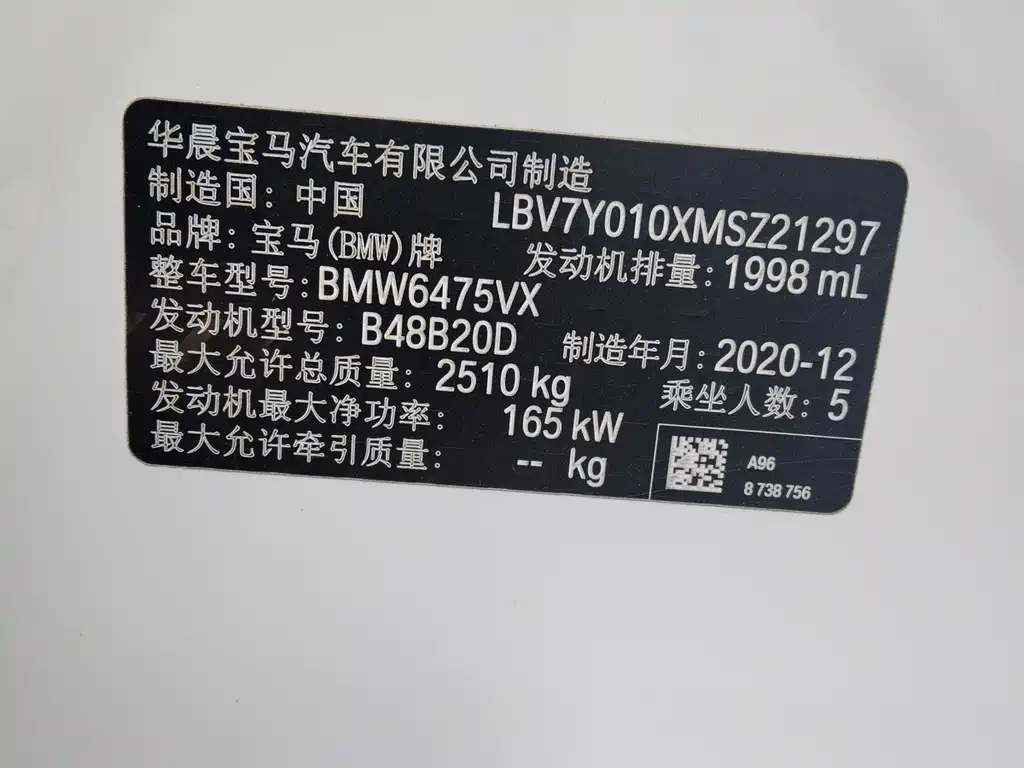 华晨宝马汽车有限公司制造
制造国：中国
LBV7Y010XMSZ21297
品牌：宝马(BMW)牌
发动机排量：1998 mL
整车型号：BMW6475VX
发动机型号：B48B20D
制造年月：2020-12
最大允许总质量：2510 kg
乘坐人数：5
发动机最大净功率：165 kW
最大允许牵引质量：-- kg
A96
8 738 756